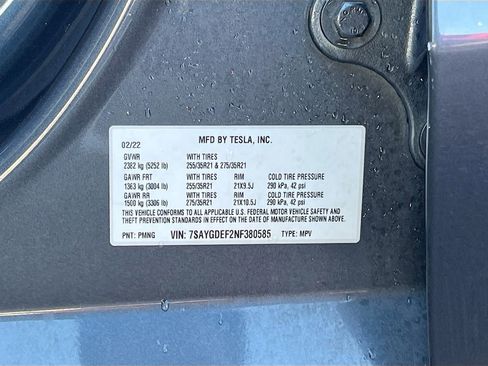 02/22 MFD BY TESLA, INC.
GVWR WITH TIRES
2382 kg (5252 lb) 255/35R21 & 275/35R21
GAWR FRT WITH TIRES RIM COLD TIRE PRESSURE
1363 kg (3004 lb) 255/35R21 21X9.5J 290 kPa, 42 psi
GAWR RR WITH TIRES RIM COLD TIRE PRESSURE
1500 kg (3306 lb) 275/35R21 21X10.5J 290 kPa, 42 psi
THIS VEHICLE CONFORMS TO ALL APPLICABLE U.S. FEDERAL MOTOR VEHICLE SAFETY AND
THEFT PREVENTION STANDARDS IN EFFECT ON THE DATE OF MANUFACTURE SHOWN ABOVE.
PNT: PMNG VIN: 7SAYGDEF2NF380585 TYPE: MPV